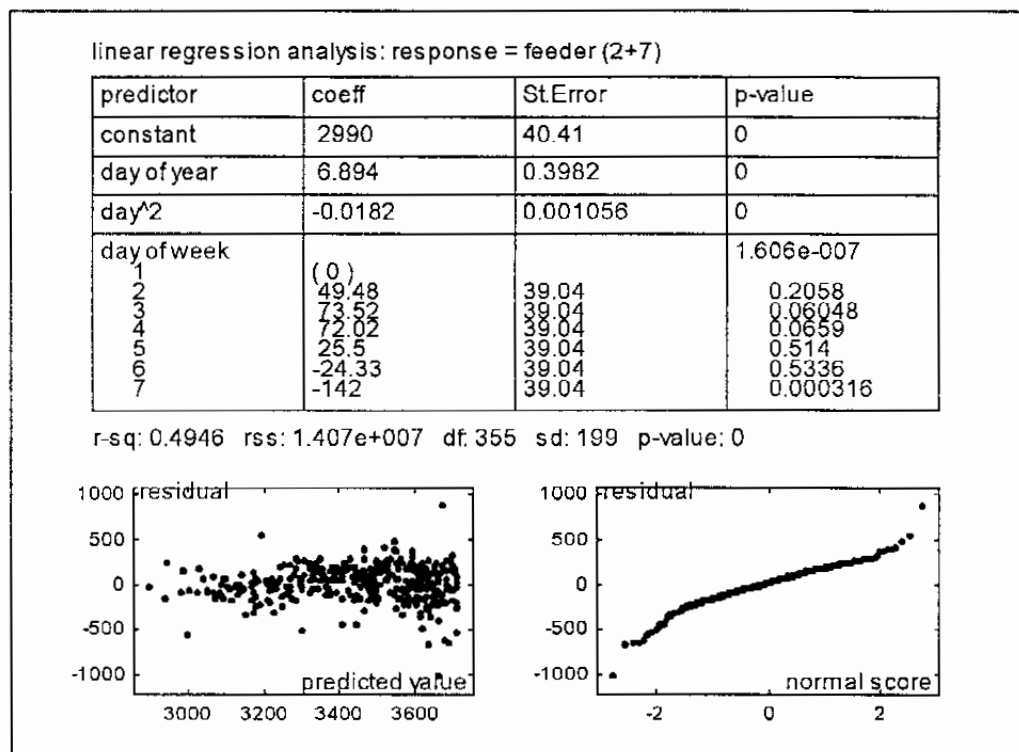 linear regression analysis: response = feeder (2+7)
predictor coeff St.Error p-value
constant 2990 40.41 0
day of year 6.894 0.3982 0
day^2 -0.0182 0.001056 0
day of week 1.606e-007
1 ( 0 )
2 49.48 39.04 0.2058
3 73.52 39.04 0.06048
4 72.02 39.04 0.0659
5 25.5 39.04 0.514
6 -24.33 39.04 0.5336
7 -142 39.04 0.000316
r-sq: 0.4946 rss: 1.407e+007 df: 355 sd: 199 p-value: 0
1000 residual
500
0
-500
-1000
predicted value
3000 3200 3400 3600
1000 residual
500
0
-500
-1000
normal score
-2 0 2